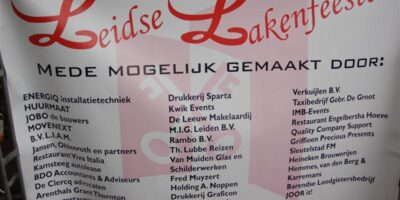 Leidse Lakenfeeste
MEDE MOGELIJK GEMAAKT DOOR:
ENERGIQ installatietechniek
HUURMAAT
JOBO de bouwers
MOVENEXT
B.V. L.I.A.M.
Jansen, Ohlenroth en partners
Restaurant Viva Italia
Kamsteeg autolease
BDO Accountants & Adviseurs
De Clercq advocaten
Arenthals Grant Thornton
Drukkerij Sparta
Kwik Events
De Leeuw Makelaardij
M.I.G. Leiden B.V.
Rambo B.V.
Th. Lubbe Reizen
Van Muiden Glas en
Schilderwerken
Fred Muyzert
Holding A. Noppen
Drukkerij Graficon
Verkuijlen B.V.
Taxibedrijf Gebr. De Groot
IMB-Events
Restaurant Engelbertha Hoeve
Quality Company Support
Griffioen Precious Presents
Sleutelstad FM
Heineken Brouwerijen
Hemmes, van den Berg &
Karremans
Barendse Loodgietersbedrijf
JOOR it!